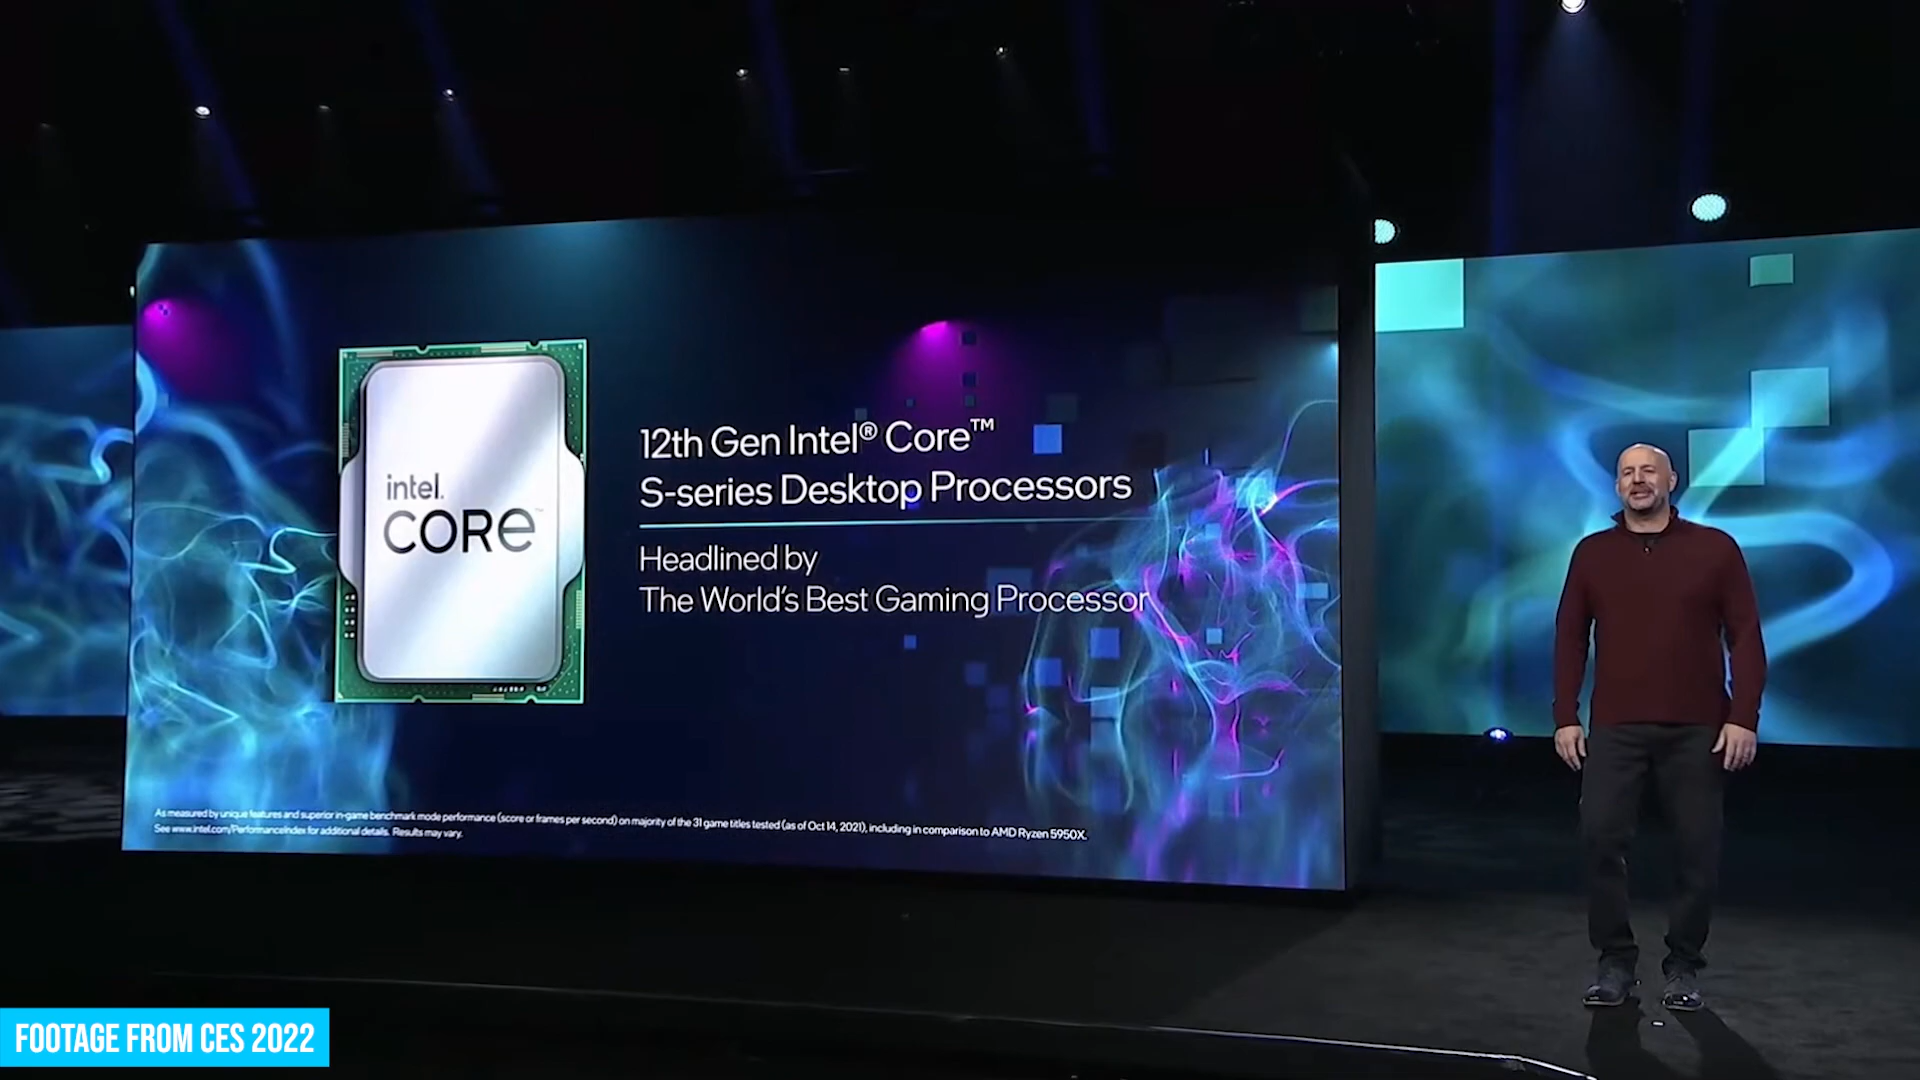 intel.
CORE™
12th Gen Intel® Core™
S-series Desktop Processors
Headlined by
The World's Best Gaming Processor
As measured by unique features and superior in-game benchmark mode performance (score or frames per second) on majority of the 31 game titles tested (as of Oct 14, 2021), including in comparison to AMD Ryzen 5950X.
See www.intel.com/PerformanceIndex for additional details. Results may vary.
FOOTAGE FROM CES 2022